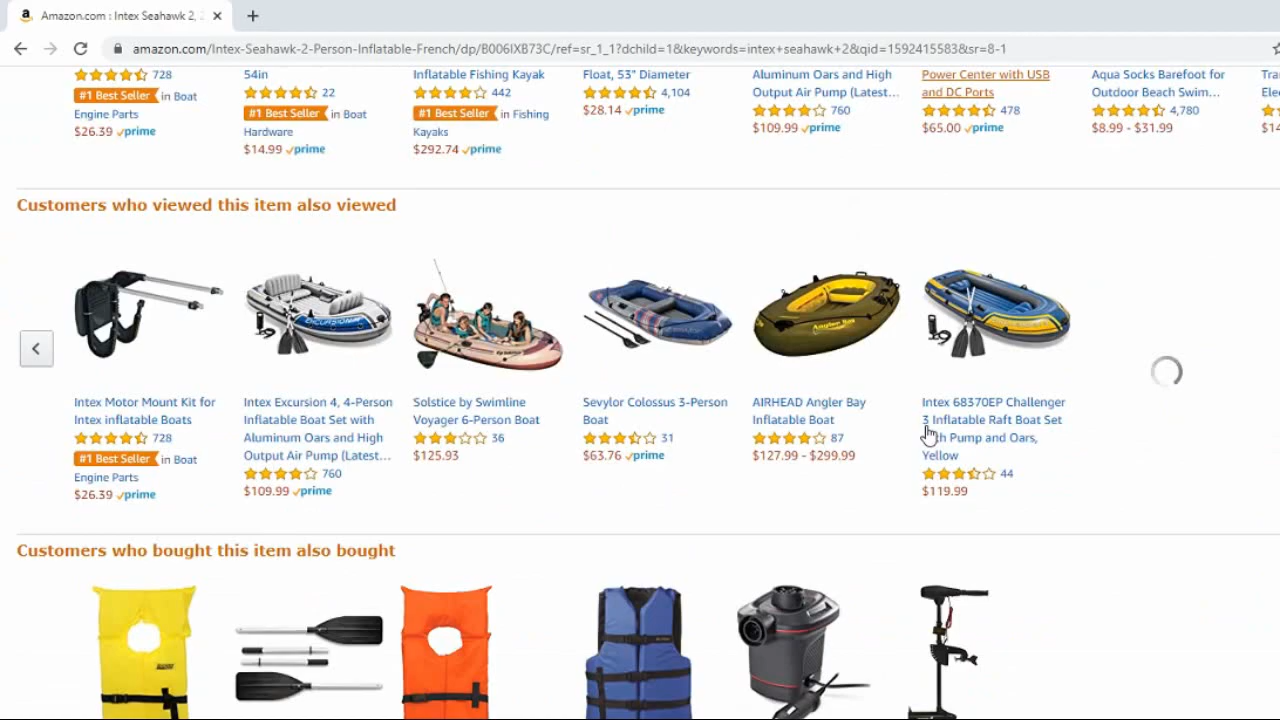 Amazon.com : Intex Seahawk 2,
amazon.com/Intex-Seahawk-2-Person-Inflatable-French/dp/B006IXB73C/ref=sr_1_1?dchild=1&keywords=intex+seahawk+2&qid=1592415583&sr=8-1
728
#1 Best Seller in Boat
Engine Parts
$26.39 prime
54in
22
#1 Best Seller in Boat
Hardware
$14.99 prime
Inflatable Fishing Kayak
442
#1 Best Seller in Fishing
Kayaks
$292.74 prime
Float, 53" Diameter
4,104
$28.14 prime
Aluminum Oars and High
Output Air Pump (Latest...
760
$109.99 prime
Power Center with USB
and DC Ports
478
$65.00 prime
Aqua Socks Barefoot for
Outdoor Beach Swim...
4,780
$8.99 - $31.99
Customers who viewed this item also viewed
Intex Motor Mount Kit for
Intex inflatable Boats
728
#1 Best Seller in Boat
Engine Parts
$26.39 prime
Intex Excursion 4, 4-Person
Inflatable Boat Set with
Aluminum Oars and High
Output Air Pump (Latest...
760
$109.99 prime
Solstice by Swimline
Voyager 6-Person Boat
36
$125.93
Sevylor Colossus 3-Person
Boat
31
$63.76 prime
AIRHEAD Angler Bay
Inflatable Boat
87
$127.99 - $299.99
Intex 68370EP Challenger
3 Inflatable Raft Boat Set
Pump and Oars,
Yellow
44
$119.99
EXCURSION
Angler Bay
Customers who bought this item also bought